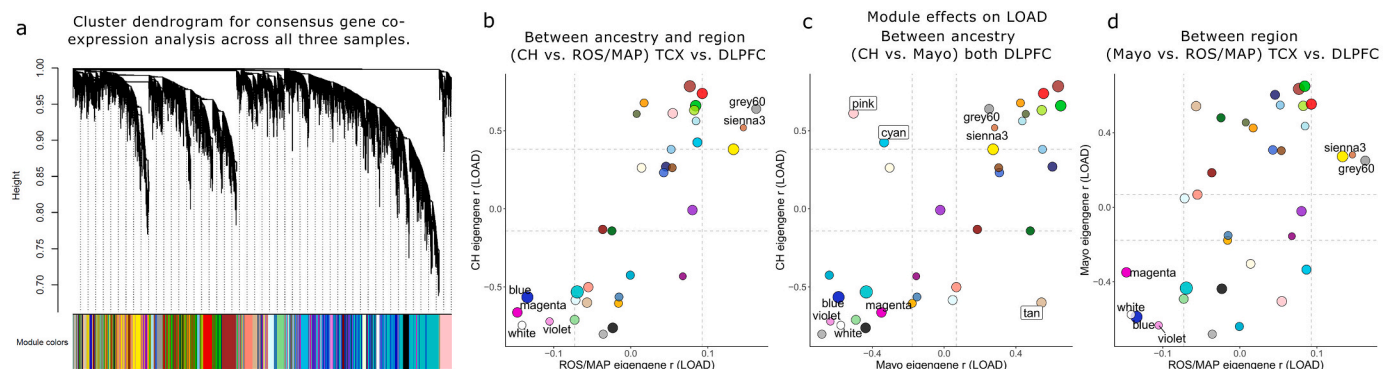 a
Cluster dendrogram for consensus gene co-
expression analysis across all three samples.
Height
1.00
0.95
0.90
0.85
0.80
0.75
0.70
Module colors
b
Between ancestry and region
(CH vs. ROS/MAP) TCX vs. DLPFC
CH eigengene r (LOAD)
0.5
0.0
−0.5
grey60
sienna3
blue
magenta
violet
white
0.0
0.1
ROS/MAP eigengene r (LOAD)
c
Module effects on LOAD
Between ancestry
(CH vs. Mayo) both DLPFC
CH eigengene r (LOAD)
0.5
0.0
−0.5
pink
cyan
grey60
sienna3
blue
magenta
violet
white
tan
−0.4
0.0
0.4
Mayo eigengene r (LOAD)
d
Between region
(Mayo vs. ROS/MAP) TCX vs. DLPFC
Mayo eigengene r (LOAD)
0.4
0.0
−0.4
sienna3
grey60
magenta
white
blue
violet
−0.1
0.0
0.1
ROS/MAP eigengene r (LOAD)